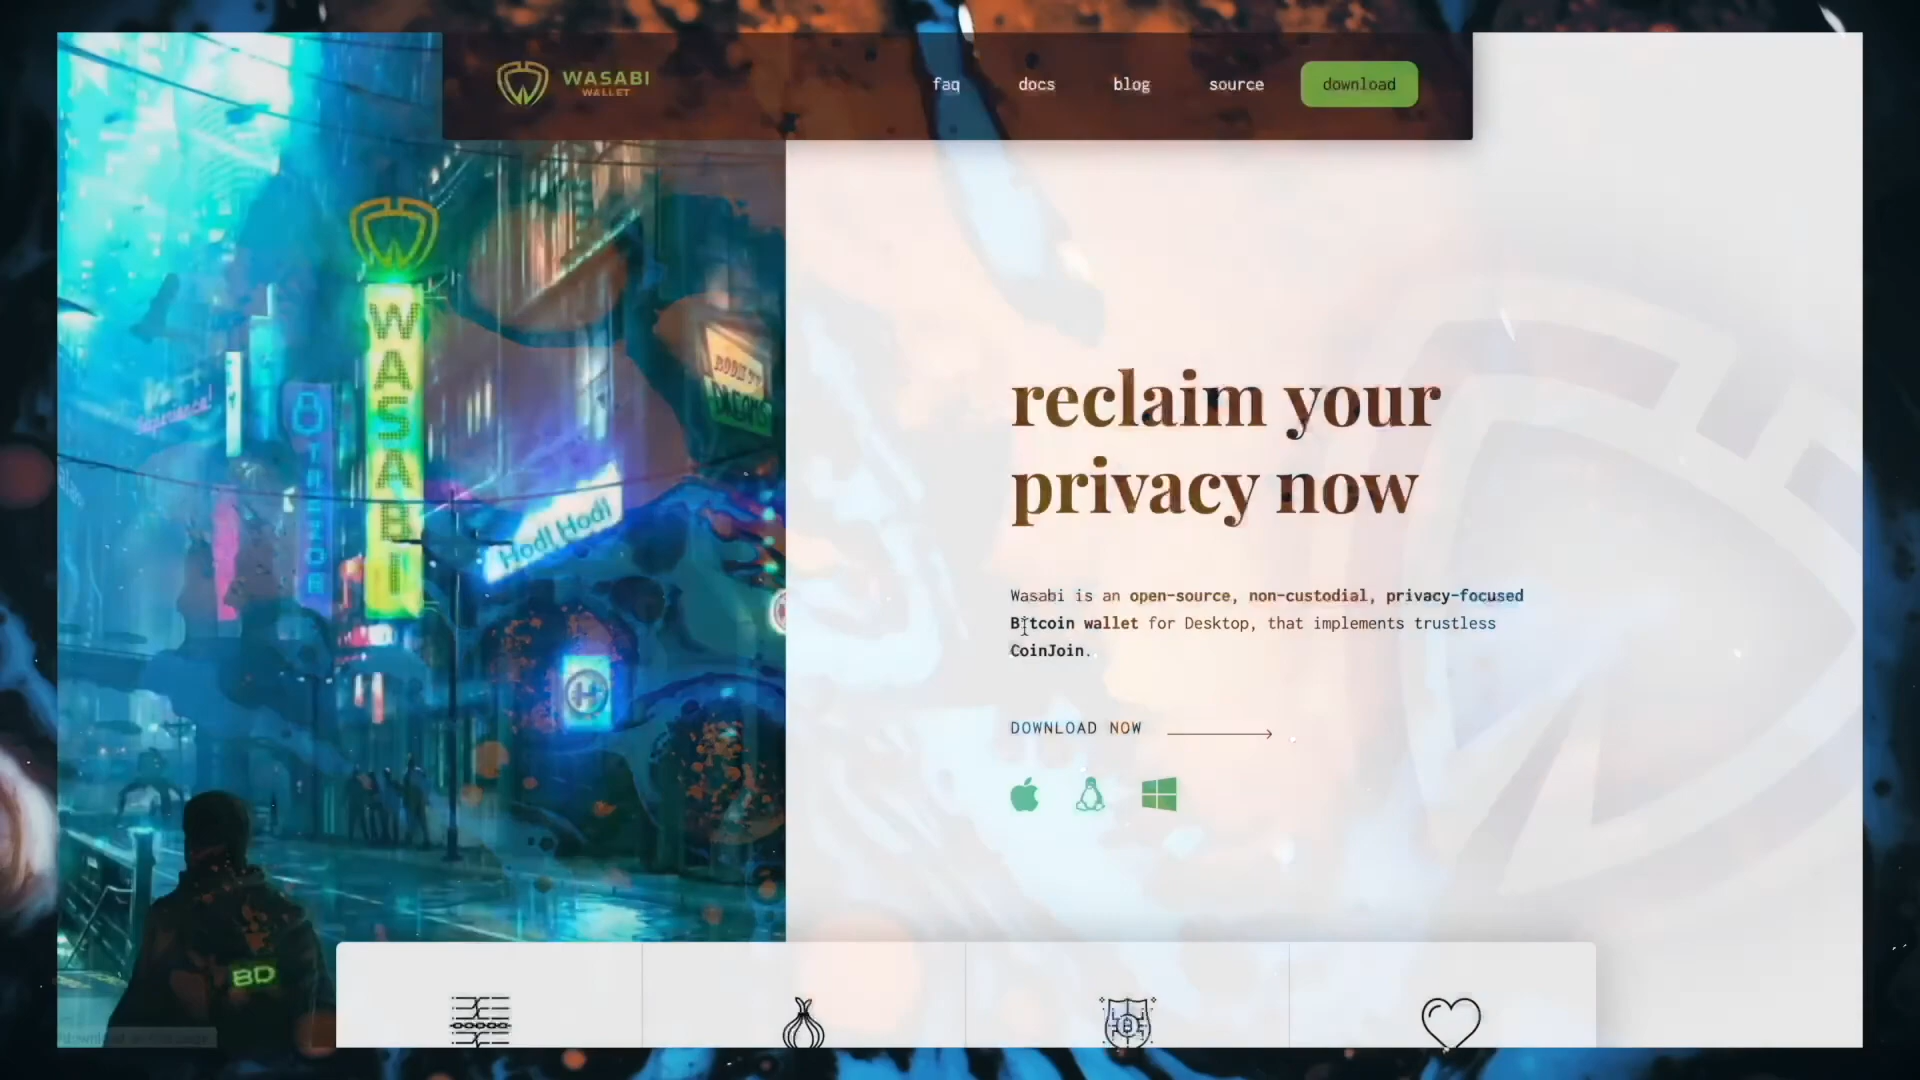 WASABI
WALLET
faq
docs
blog
source
download
WASABI
Hodl Hodl
BD
reclaim your
privacy now
Wasabi is an open-source, non-custodial, privacy-focused
Bitcoin wallet for Desktop, that implements trustless
CoinJoin.
DOWNLOAD NOW